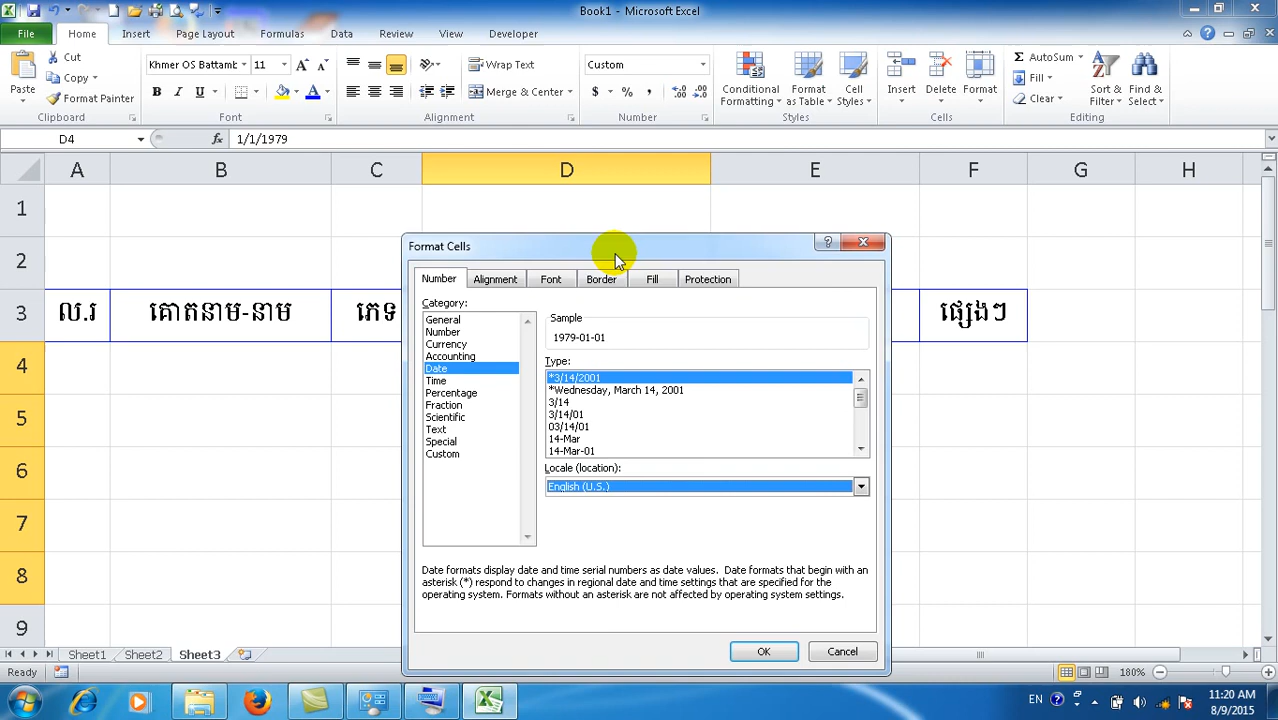 Book1 - Microsoft Excel
File Home Insert Page Layout Formulas Data Review View Developer
Cut
Copy
Format Painter
Paste
Clipboard
Khmer OS Battamb 11
Font
Wrap Text
Merge & Center
Alignment
Custom
Number
Conditional Formatting
Format as Table
Cell Styles
Styles
Insert Delete Format
Cells
AutoSum
Fill
Clear
Sort & Filter
Find & Select
Editing
D4 fx 1/1/1979
A B C D E F G H
1
2
3 ល.រ គោតនាម-នាម ភេទ ផ្សេងៗ
4
5
6
7
8
9
Format Cells
Number Alignment Font Border Fill Protection
Category:
General
Number
Currency
Accounting
Date
Time
Percentage
Fraction
Scientific
Text
Special
Custom
Sample
1979-01-01
Type:
*3/14/2001
*Wednesday, March 14, 2001
3/14
3/14/01
03/14/01
14-Mar
14-Mar-01
Locale (location):
English (U.S.)
Date formats display date and time serial numbers as date values. Date formats that begin with an
asterisk (*) respond to changes in regional date and time settings that are specified for the
operating system. Formats without an asterisk are not affected by operating system settings.
OK Cancel
Sheet1 Sheet2 Sheet3
Ready 180%
EN 11:20 AM
8/9/2015